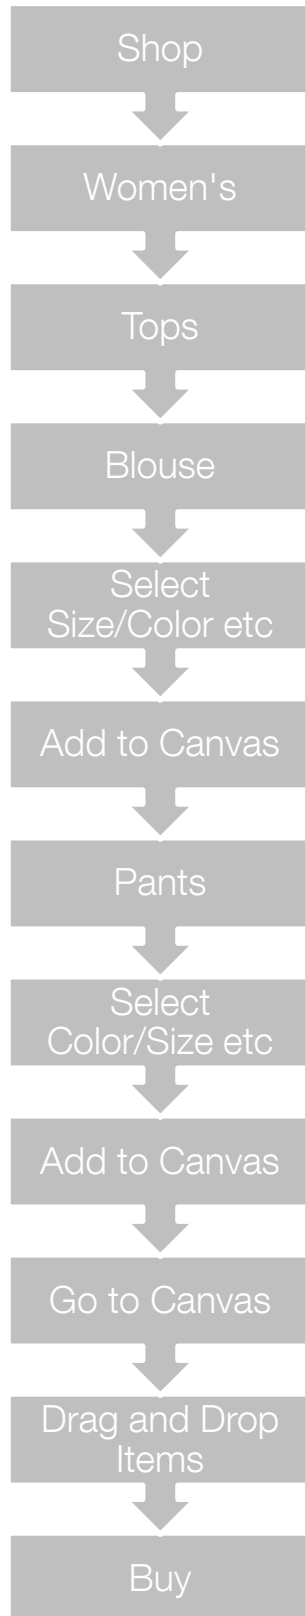 Shop
Women's
Tops
Blouse
Select
Size/Color etc
Add to Canvas
Pants
Select
Color/Size etc
Add to Canvas
Go to Canvas
Drag and Drop
Items
Buy